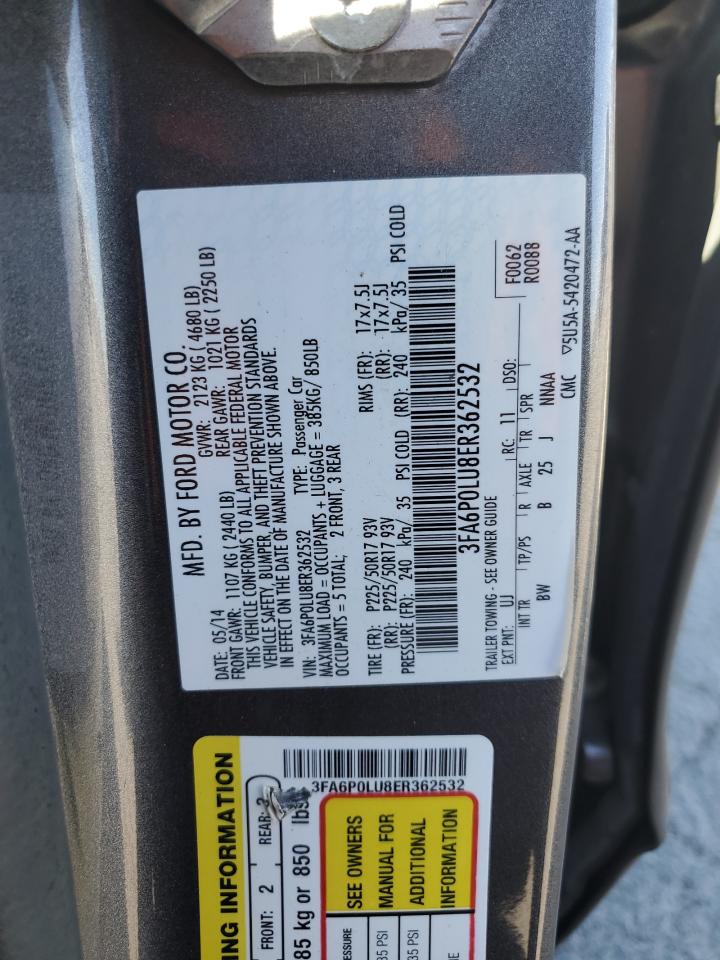 MFD. BY FORD MOTOR CO.
DATE: 05/14 GVWR: 2123 KG ( 4680 LB)
FRONT GAWR: 1107 KG ( 2440 LB) REAR GAWR: 1021 KG ( 2250 LB)
THIS VEHICLE CONFORMS TO ALL APPLICABLE FEDERAL MOTOR
VEHICLE SAFETY, BUMPER, AND THEFT PREVENTION STANDARDS
IN EFFECT ON THE DATE OF MANUFACTURE SHOWN ABOVE.
VIN: 3FA6P0LU8ER362532 TYPE: Passenger Car
MAXIMUM LOAD = OCCUPANTS + LUGGAGE = 385KG/ 850LB
OCCUPANTS = 5 TOTAL; 2 FRONT, 3 REAR
TIRE (FR): P225/50R17 93V RIMS (FR): 17x7.5J
(RR): P225/50R17 93V (RR): 17x7.5J
PRESSURE (FR): 240 kPa/ 35 PSI COLD (RR): 240 kPa/ 35 PSI COLD
3FA6P0LU8ER362532
TRAILER TOWING - SEE OWNER GUIDE F0062
EXT PNT: UJ RC: 11 DSO: R0088
INT TR TP/PS R AXLE TR SPR
BW B 25 J NNAA
CMC ▽5U5A-5420472-AA
ING INFORMATION
FRONT: 2 REAR:
85 kg or 850 lbs
3FA6P0LU8ER362532
SEE OWNERS
MANUAL FOR
ADDITIONAL
INFORMATION
35 PSI
35 PSI